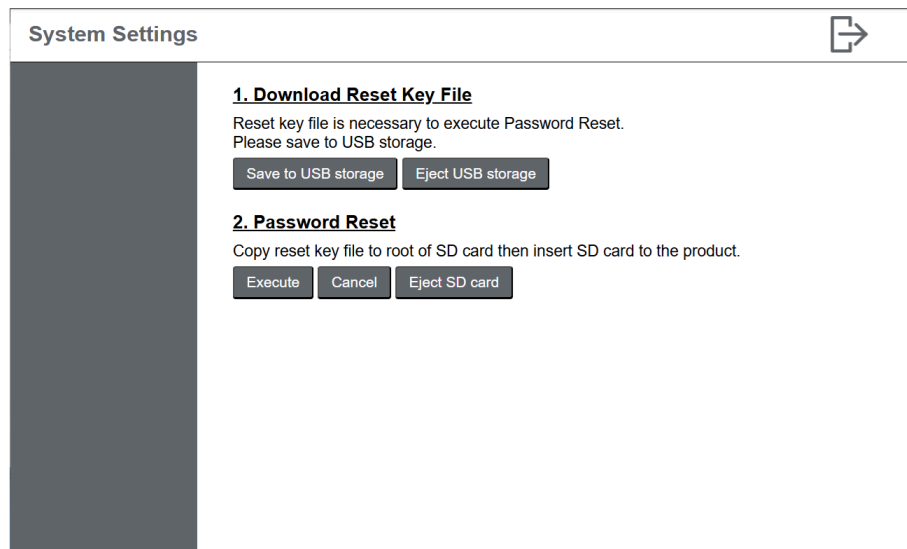 System Settings
1. Download Reset Key File
Reset key file is necessary to execute Password Reset.
Please save to USB storage.
Save to USB storage Eject USB storage
2. Password Reset
Copy reset key file to root of SD card then insert SD card to the product.
Execute Cancel Eject SD card